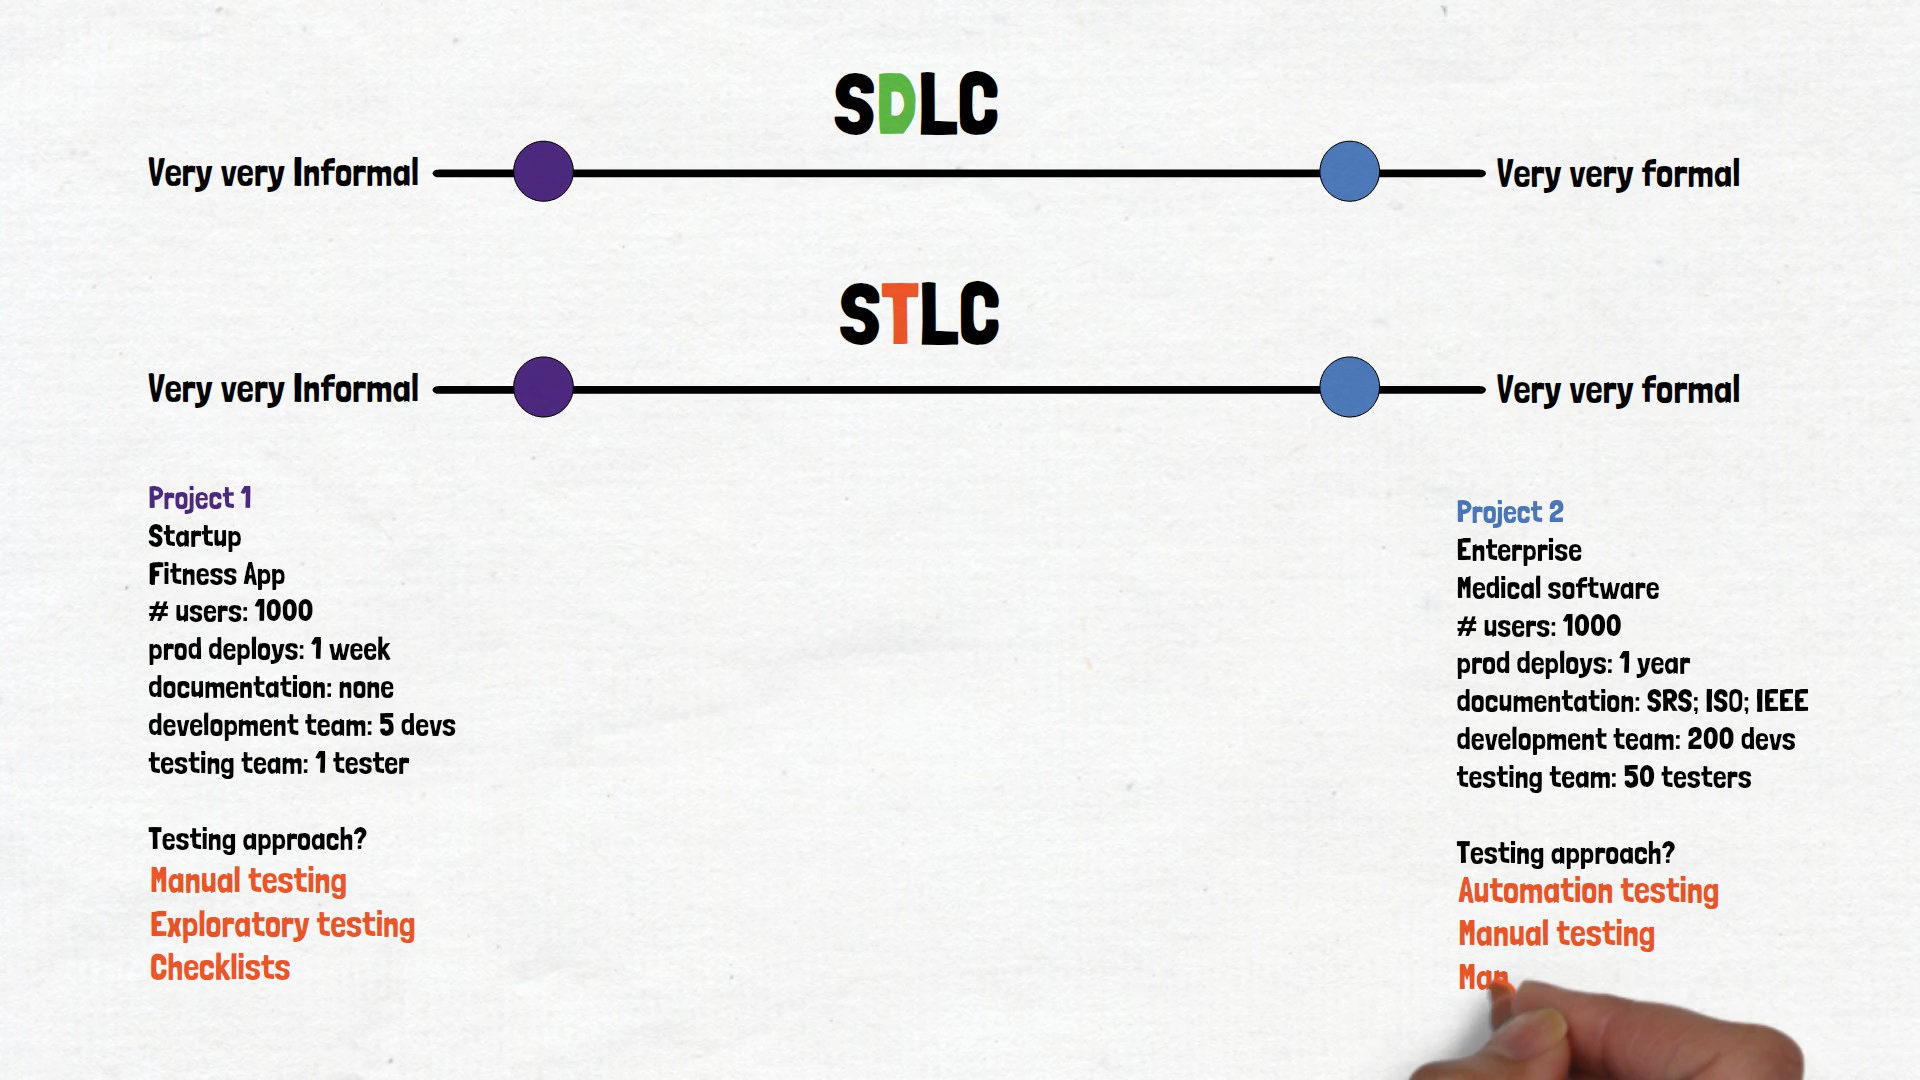 SDLC
Very very Informal
Very very formal
STLC
Very very Informal
Very very formal
Project 1
Startup
Fitness App
# users: 1000
prod deploys: 1 week
documentation: none
development team: 5 devs
testing team: 1 tester
Testing approach?
Manual testing
Exploratory testing
Checklists
Project 2
Enterprise
Medical software
# users: 1000
prod deploys: 1 year
documentation: SRS; ISO; IEEE
development team: 200 devs
testing team: 50 testers
Testing approach?
Automation testing
Manual testing
Man